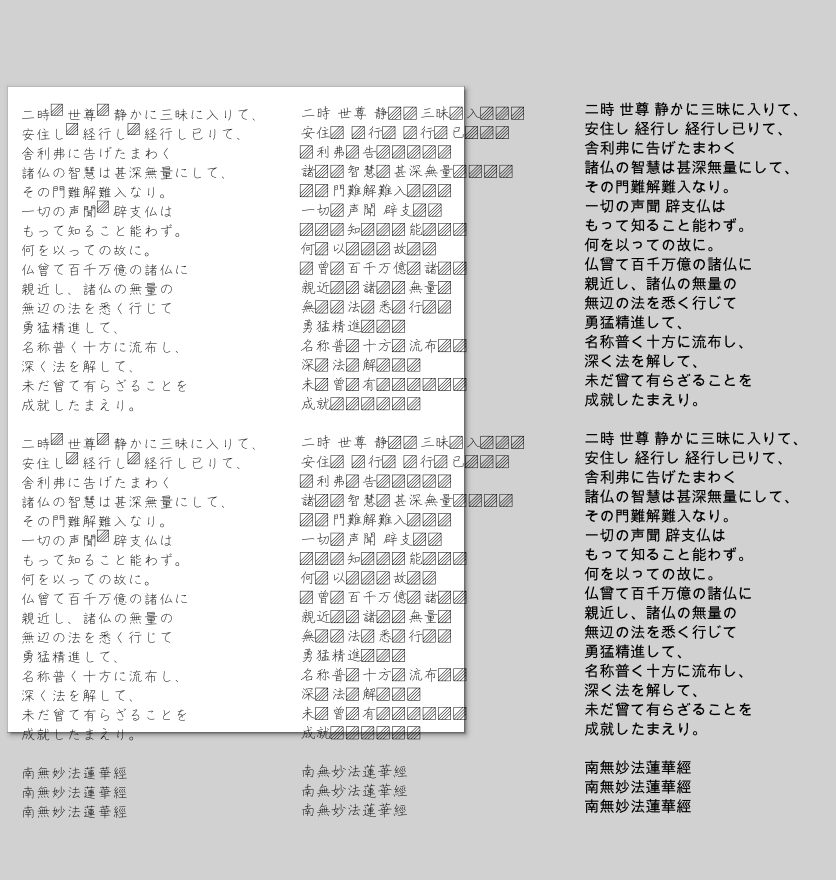 二時 世尊 静かに三昧に入りて、
安住し 経行し 経行し已りて、
舎利弗に告げたまわく
諸仏の智慧は甚深無量にして、
その門難解難入なり。
一切の声聞 辟支仏は
もって知ること能わず。
何を以っての故に。
仏曾て百千万億の諸仏に
親近し、諸仏の無量の
無辺の法を悉く行じて
勇猛精進して、
名称普く十方に流布し、
深く法を解して、
未だ曾て有らざることを
成就したまえり。
二時 世尊 静かに三昧に入りて、
安住し 経行し 経行し已りて、
舎利弗に告げたまわく
諸仏の智慧は甚深無量にして、
その門難解難入なり。
一切の声聞 辟支仏は
もって知ること能わず。
何を以っての故に。
仏曾て百千万億の諸仏に
親近し、諸仏の無量の
無辺の法を悉く行じて
勇猛精進して、
名称普く十方に流布し、
深く法を解して、
未だ曾て有らざることを
成就したまえり。
南無妙法蓮華經
南無妙法蓮華經
南無妙法蓮華經
二時 世尊 静 三昧 入
安住 行 行 已
利弗 告
諸 智慧 甚深無量
門難解難入
一切 声聞 辟支
知 能
何 以 故
曾 百千万億 諸
親近 諸 無量
無 法 悉 行
勇猛精進
名称普 十方 流布
深 法 解
未 曾 有
成就
二時 世尊 静 三昧 入
安住 行 行 已
利弗 告
諸 智慧 甚深無量
門難解難入
一切 声聞 辟支
知 能
何 以 故
曾 百千万億 諸
親近 諸 無量
無 法 悉 行
勇猛精進
名称普 十方 流布
深 法 解
未 曾 有
成就
南無妙法蓮華經
南無妙法蓮華經
南無妙法蓮華經
二時 世尊 静かに三昧に入りて、
安住し 経行し 経行し已りて、
舎利弗に告げたまわく
諸仏の智慧は甚深無量にして、
その門難解難入なり。
一切の声聞 辟支仏は
もって知ること能わず。
何を以っての故に。
仏曾て百千万億の諸仏に
親近し、諸仏の無量の
無辺の法を悉く行じて
勇猛精進して、
名称普く十方に流布し、
深く法を解して、
未だ曾て有らざることを
成就したまえり。
二時 世尊 静かに三昧に入りて、
安住し 経行し 経行し已りて、
舎利弗に告げたまわく
諸仏の智慧は甚深無量にして、
その門難解難入なり。
一切の声聞 辟支仏は
もって知ること能わず。
何を以っての故に。
仏曾て百千万億の諸仏に
親近し、諸仏の無量の
無辺の法を悉く行じて
勇猛精進して、
名称普く十方に流布し、
深く法を解して、
未だ曾て有らざることを
成就したまえり。
南無妙法蓮華經
南無妙法蓮華經
南無妙法蓮華經